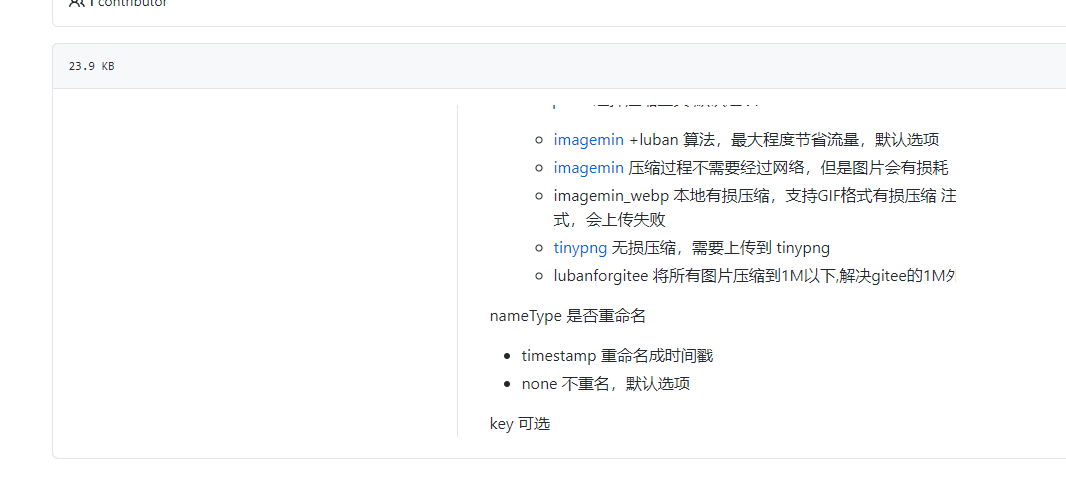 1 contributor
23.9 KB
imagemin +luban 算法，最大程度节省流量，默认选项
imagemin 压缩过程不需要经过网络，但是图片会有损耗
imagemin_webp 本地有损压缩，支持GIF格式有损压缩 注
式，会上传失败
tinypng 无损压缩，需要上传到 tinypng
lubanforgitee 将所有图片压缩到1M以下,解决gitee的1M外
nameType 是否重命名
timestamp 重命名成时间戳
none 不重名，默认选项
key 可选